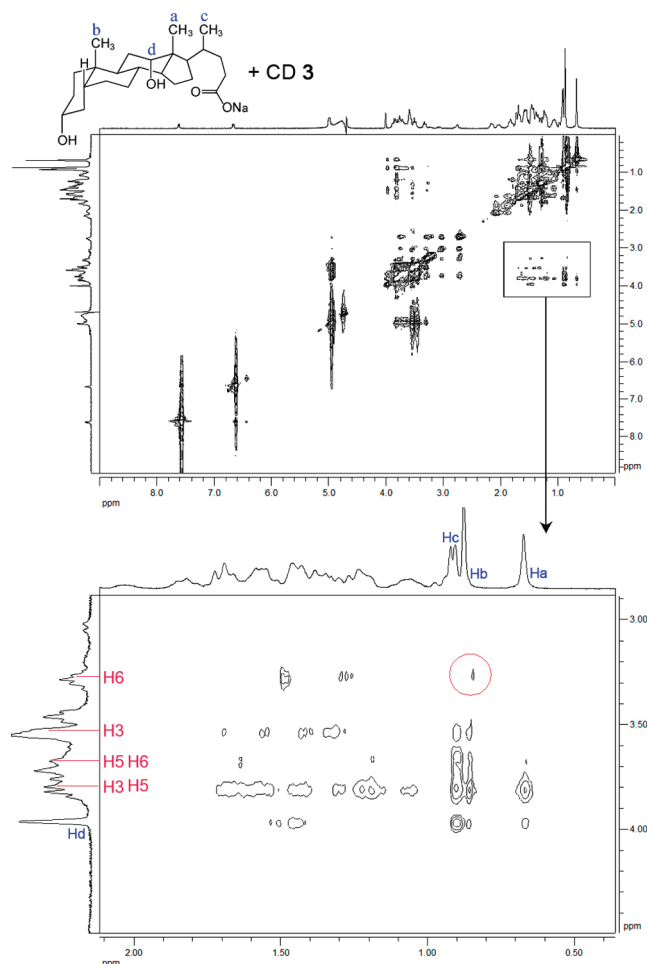 a
c
b
CH₃
CH₃
CH₃
d
H
OH
O
ONa
OH
+ CD 3
1.0
2.0
3.0
4.0
5.0
6.0
7.0
8.0
ppm
8.0 7.0 6.0 5.0 4.0 3.0 2.0 1.0
ppm
Hc
Hb
Ha
3.00
H6
H3
3.50
H5 H6
H3 H5
Hd
4.00
ppm
2.00 1.50 1.00 0.50
ppm